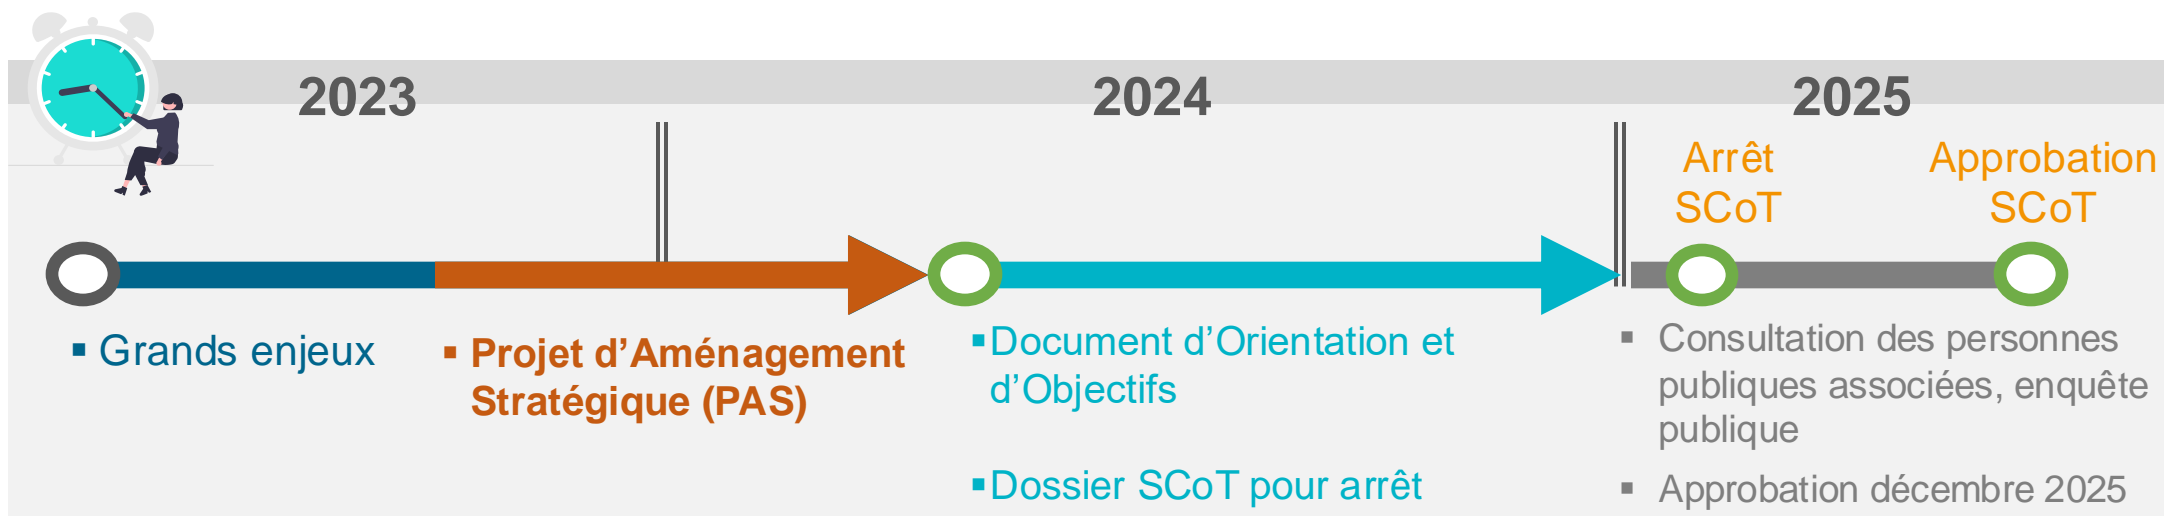 2023
2024
2025
Arrêt
SCoT
Approbation
SCoT
▪ Grands enjeux
▪ Projet d’Aménagement
Stratégique (PAS)
▪Document d’Orientation et
d’Objectifs
▪Dossier SCoT pour arrêt
▪ Consultation des personnes
publiques associées, enquête
publique
▪ Approbation décembre 2025